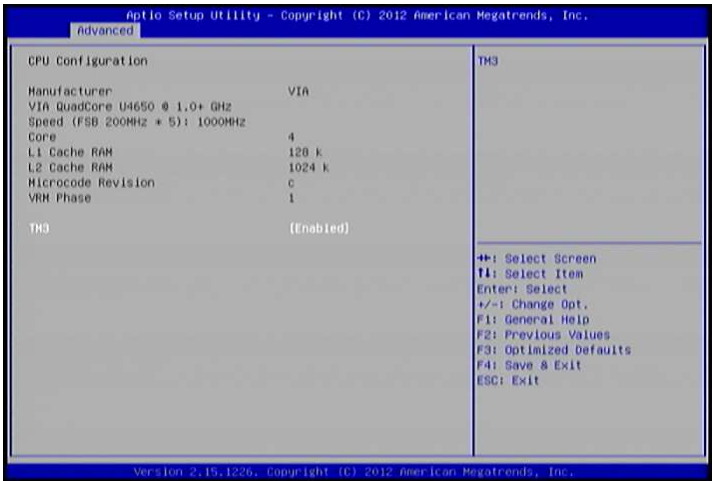 Aptio Setup Utility - Copyright (C) 2012 American Megatrends, Inc.
Advanced
CPU Configuration
Manufacturer VIA
VIA QuadCore U4650 @ 1.0+ GHz
Speed (FSB 200MHz * 5): 1000MHz
Core 4
L1 Cache RAM 128 k
L2 Cache RAM 1024 k
Microcode Revision c
VRM Phase 1
TM3 [Enabled]
TM3
→←: Select Screen
↑↓: Select Item
Enter: Select
+/-: Change Opt.
F1: General Help
F2: Previous Values
F3: Optimized Defaults
F4: Save & Exit
ESC: Exit
Version 2.15.1226. Copyright (C) 2012 American Megatrends, Inc.